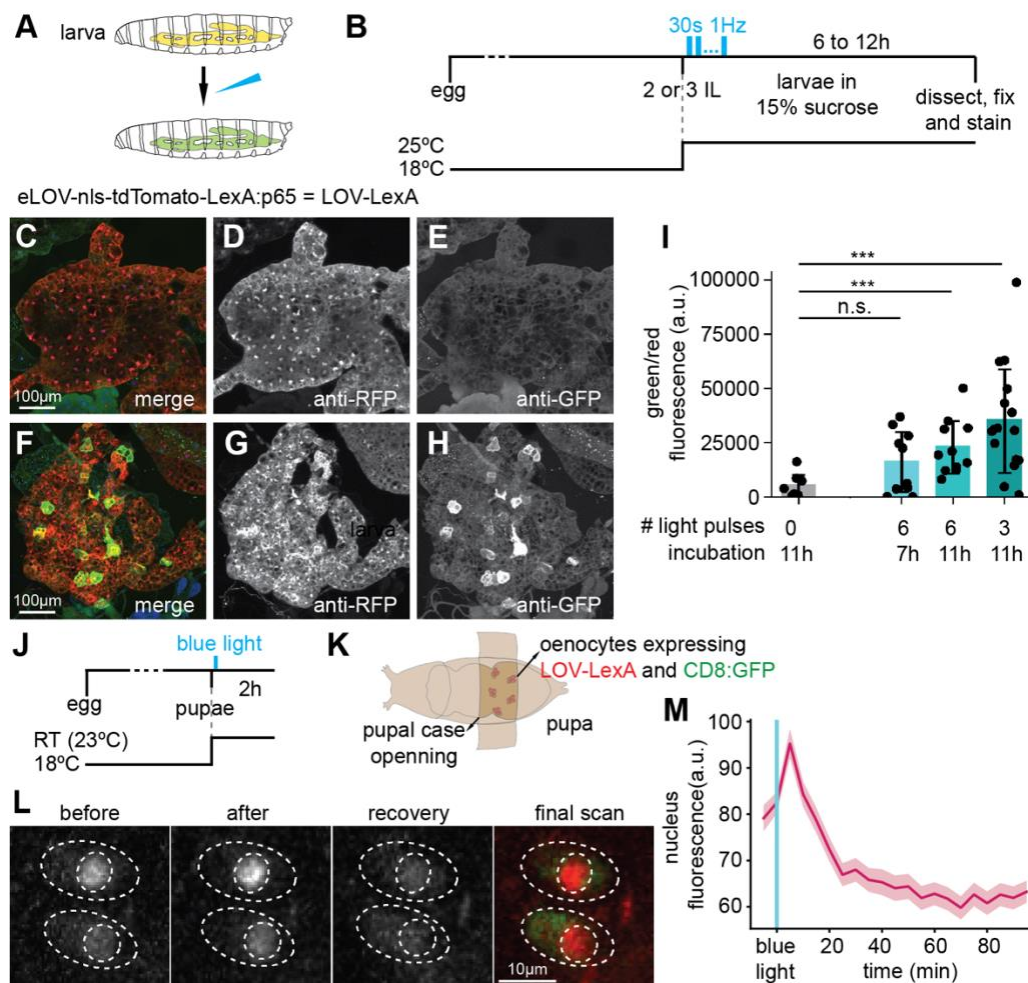 A
larva
B
30s 1Hz
6 to 12h
egg
2 or 3 IL
larvae in
15% sucrose
dissect, fix
and stain
25ºC
18ºC
eLOV-nls-tdTomato-LexA:p65 = LOV-LexA
C
100µm
merge
D
anti-RFP
E
anti-GFP
F
100µm
merge
G
larva
anti-RFP
H
anti-GFP
I
green/red
fluorescence (a.u.)
100000
75000
50000
25000
0
***
***
n.s.
# light pulses 0 6 6 3
incubation 11h 7h 11h 11h
J
blue light
2h
egg
pupae
RT (23ºC)
18ºC
K
oenocytes expressing
LOV-LexA and CD8:GFP
pupal case
openning
pupa
L
before
after
recovery
final scan
10µm
M
nucleus
fluorescence(a.u.)
100
90
80
70
60
blue
light
20 40 60 80
time (min)